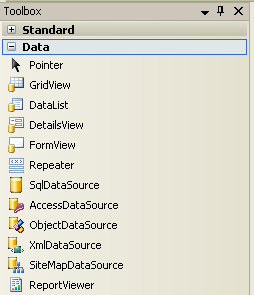 Toolbox
Standard
Data
Pointer
GridView
DataList
DetailsView
FormView
Repeater
SqlDataSource
AccessDataSource
ObjectDataSource
XmlDataSource
SiteMapDataSource
ReportViewer